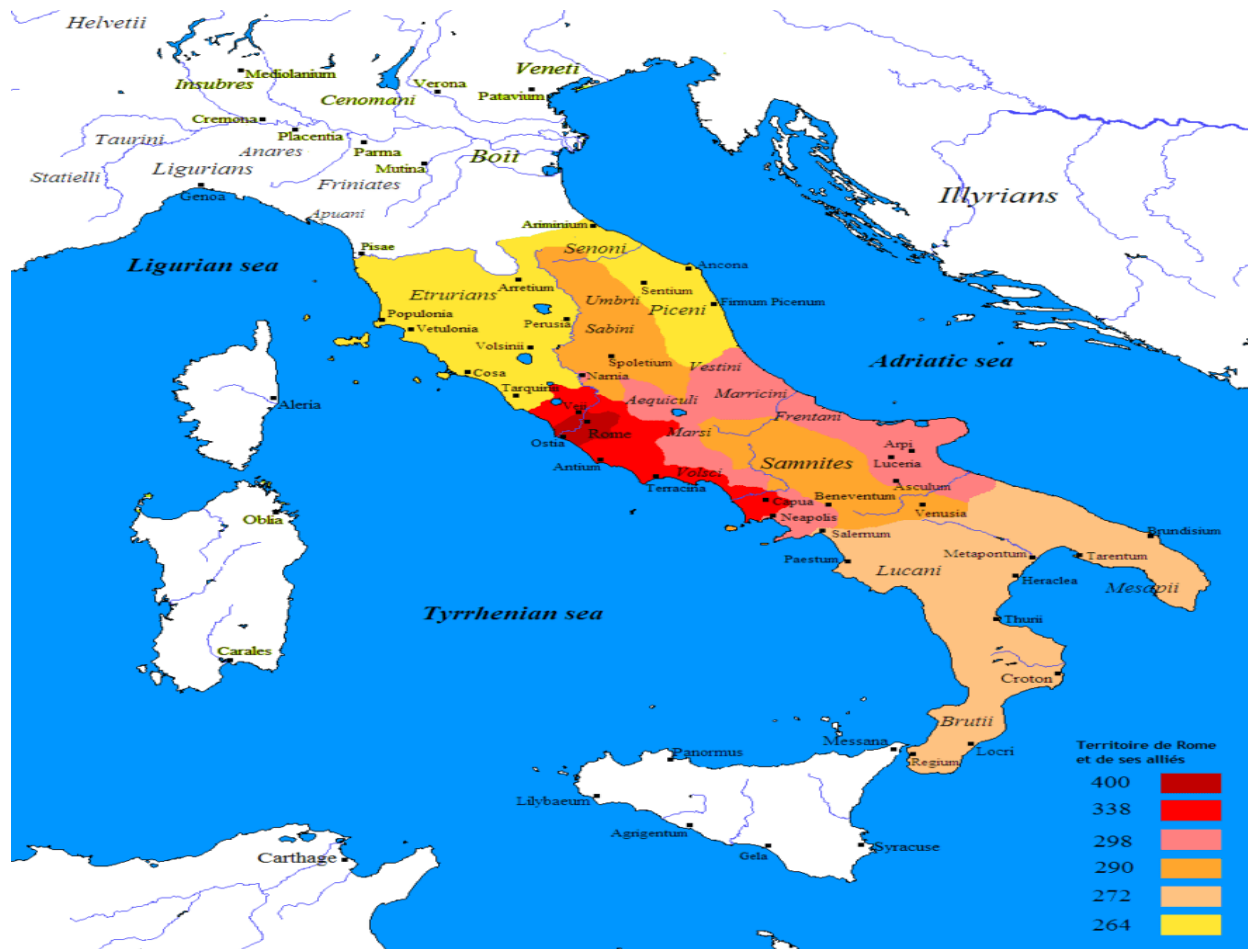 Helvetii
Veneti
Mediolanium
Insubres
Verona
Cenomani
Patavium
Cremona
Taurini
Placentia
Anares
Parma
Boii
Mutina
Statielli
Ligurians
Friniates
Genoa
Illyrians
Apuani
Ariminium
Pisae
Senoni
Ligurian sea
Ancona
Arretium
Sentium
Etrurians
Umbrii
Firmum Picenum
Piceni
Populonia
Perusia
Vetulonia
Sabini
Volsinii
Adriatic sea
Spoletium
Vestini
Cosa
Narnia
Tarquinii
Marricini
Aequiculi
Aleria
Veii
Frentani
Rome
Marsi
Ostia
Arpi
Antium
Samnites
Luceria
Volsci
Terracina
Asculum
Capua
Beneventum
Venusia
Neapolis
Oblia
Salernum
Brundisium
Paestum
Metapontum
Tarentum
Lucani
Heraclea
Mesapii
Tyrrhenian sea
Thurii
Carales
Croton
Brutii
Messana
Panormus
Locri
Regium
Lilybaeum
Agrigentum
Syracuse
Gela
Carthage
Territoire de Rome
et de ses alliés
400
338
298
290
272
264